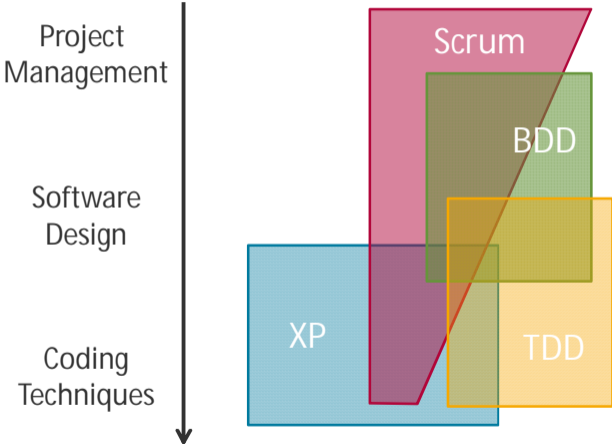 Project
Management
Scrum
BDD
Software
Design
XP
TDD
Coding
Techniques